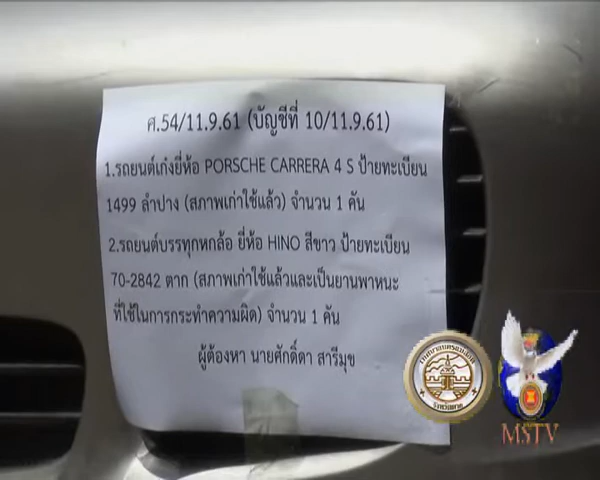 ศ.54/11.9.61 (บัญชีที่ 10/11.9.61)
1.รถยนต์เก๋งยี่ห้อ PORSCHE CARRERA 4 S ป้ายทะเบียน
1499 ลำปาง (สภาพเก่าใช้แล้ว) จำนวน 1 คัน
2.รถยนต์บรรทุกหกล้อ ยี่ห้อ HINO สีขาว ป้ายทะเบียน
70-2842 ตาก (สภาพเก่าใช้แล้วและเป็นยานพาหนะ
ที่ใช้ในการกระทำความผิด) จำนวน 1 คัน
ผู้ต้องหา นายศักดิ์ดา สารีมุข
MSTV